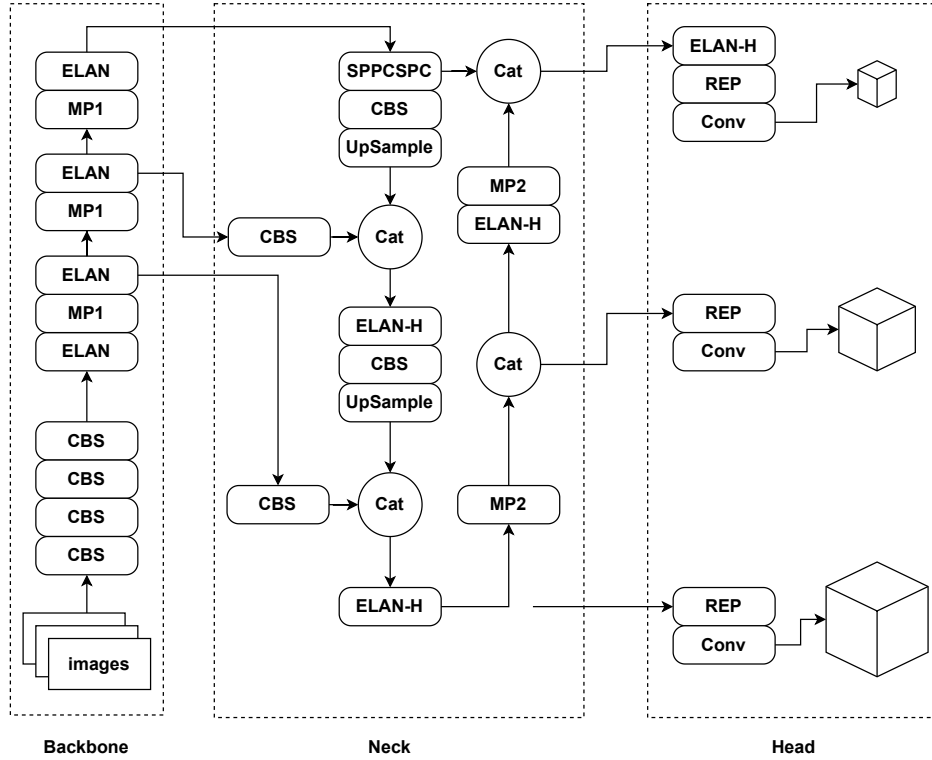 ELAN
MP1
ELAN
MP1
ELAN
MP1
ELAN
CBS
CBS
CBS
CBS
images
Backbone
SPPCSPC
CBS
UpSample
CBS
Cat
ELAN-H
CBS
UpSample
CBS
Cat
ELAN-H
Cat
MP2
ELAN-H
Cat
MP2
Neck
ELAN-H
REP
Conv
REP
Conv
REP
Conv
Head